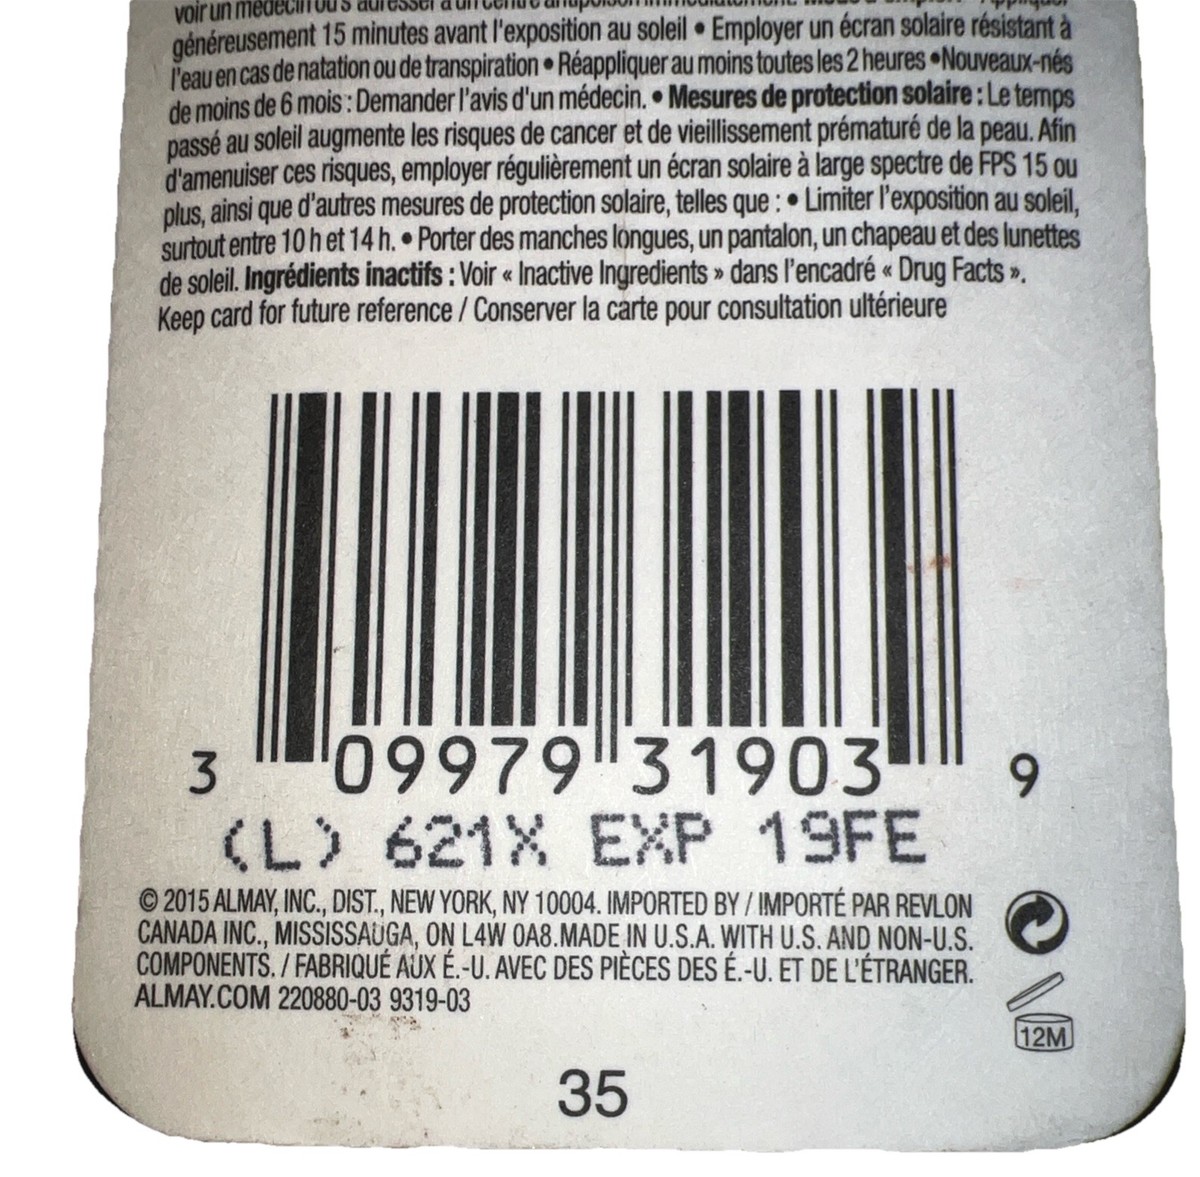 voir un médecin ou s'adresser à un centre antipoison immédiatement.
généreusement 15 minutes avant l'exposition au soleil • Employer un écran solaire résistant à
l'eau en cas de natation ou de transpiration • Réappliquer au moins toutes les 2 heures •Nouveaux-nés
de moins de 6 mois : Demander l'avis d'un médecin. • Mesures de protection solaire : Le temps
passé au soleil augmente les risques de cancer et de vieillissement prématuré de la peau. Afin
d'amenuiser ces risques, employer régulièrement un écran solaire à large spectre de FPS 15 ou
plus, ainsi que d'autres mesures de protection solaire, telles que : • Limiter l'exposition au soleil,
surtout entre 10 h et 14 h. • Porter des manches longues, un pantalon, un chapeau et des lunettes
de soleil. Ingrédients inactifs : Voir « Inactive Ingredients » dans l'encadré « Drug Facts ».
Keep card for future reference / Conserver la carte pour consultation ultérieure
3 09979 31903 9
(L) 621X EXP 19FE
© 2015 ALMAY, INC., DIST., NEW YORK, NY 10004. IMPORTED BY / IMPORTÉ PAR REVLON
CANADA INC., MISSISSAUGA, ON L4W 0A8.MADE IN U.S.A. WITH U.S. AND NON-U.S.
COMPONENTS. / FABRIQUÉ AUX É.-U. AVEC DES PIÈCES DES É.-U. ET DE L'ÉTRANGER.
ALMAY.COM 220880-03 9319-03
12M
35